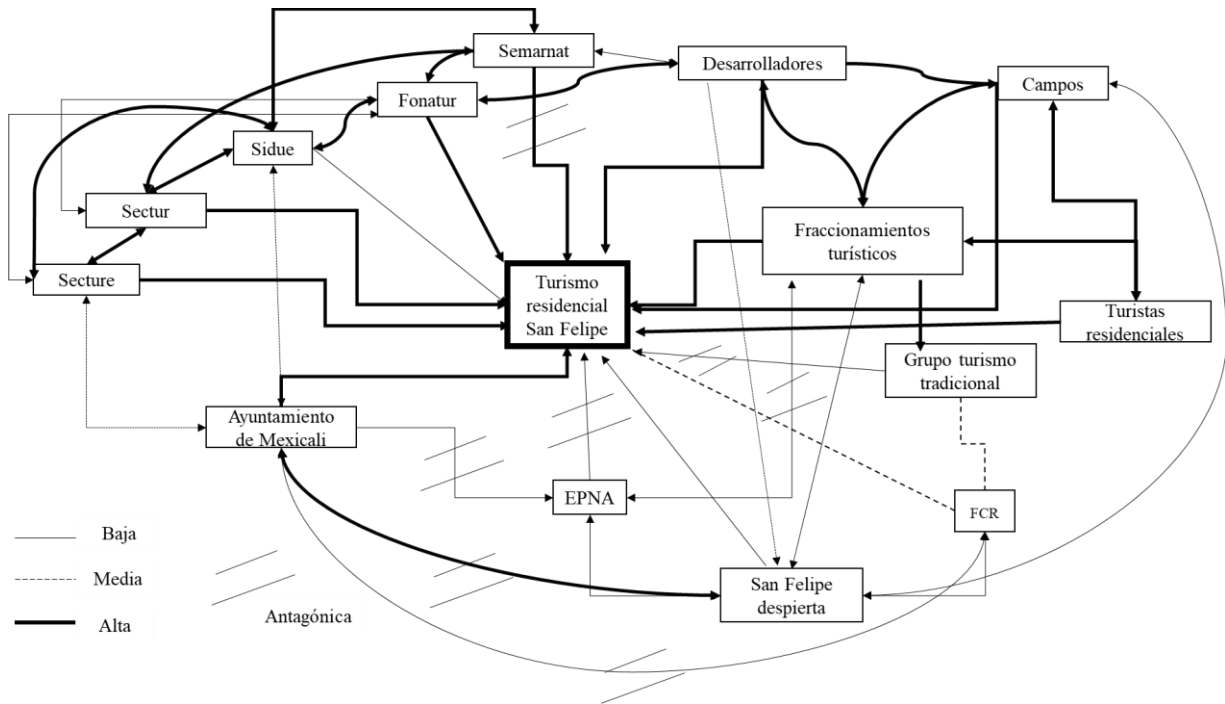 Semarnat
Desarrolladores
Campos
Fonatur
Sidue
Sectur
Fraccionamientos
turísticos
Secture
Turismo
residencial
San Felipe
Turistas
residenciales
Grupo turismo
tradicional
Ayuntamiento
de Mexicali
EPNA
FCR
San Felipe
despierta
Baja
Media
Antagónica
Alta